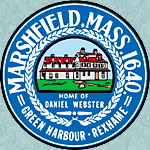 MARSHFIELD, MASS. 1640
HOME OF
DANIEL WEBSTER
GREEN HARBOUR · REXHAME